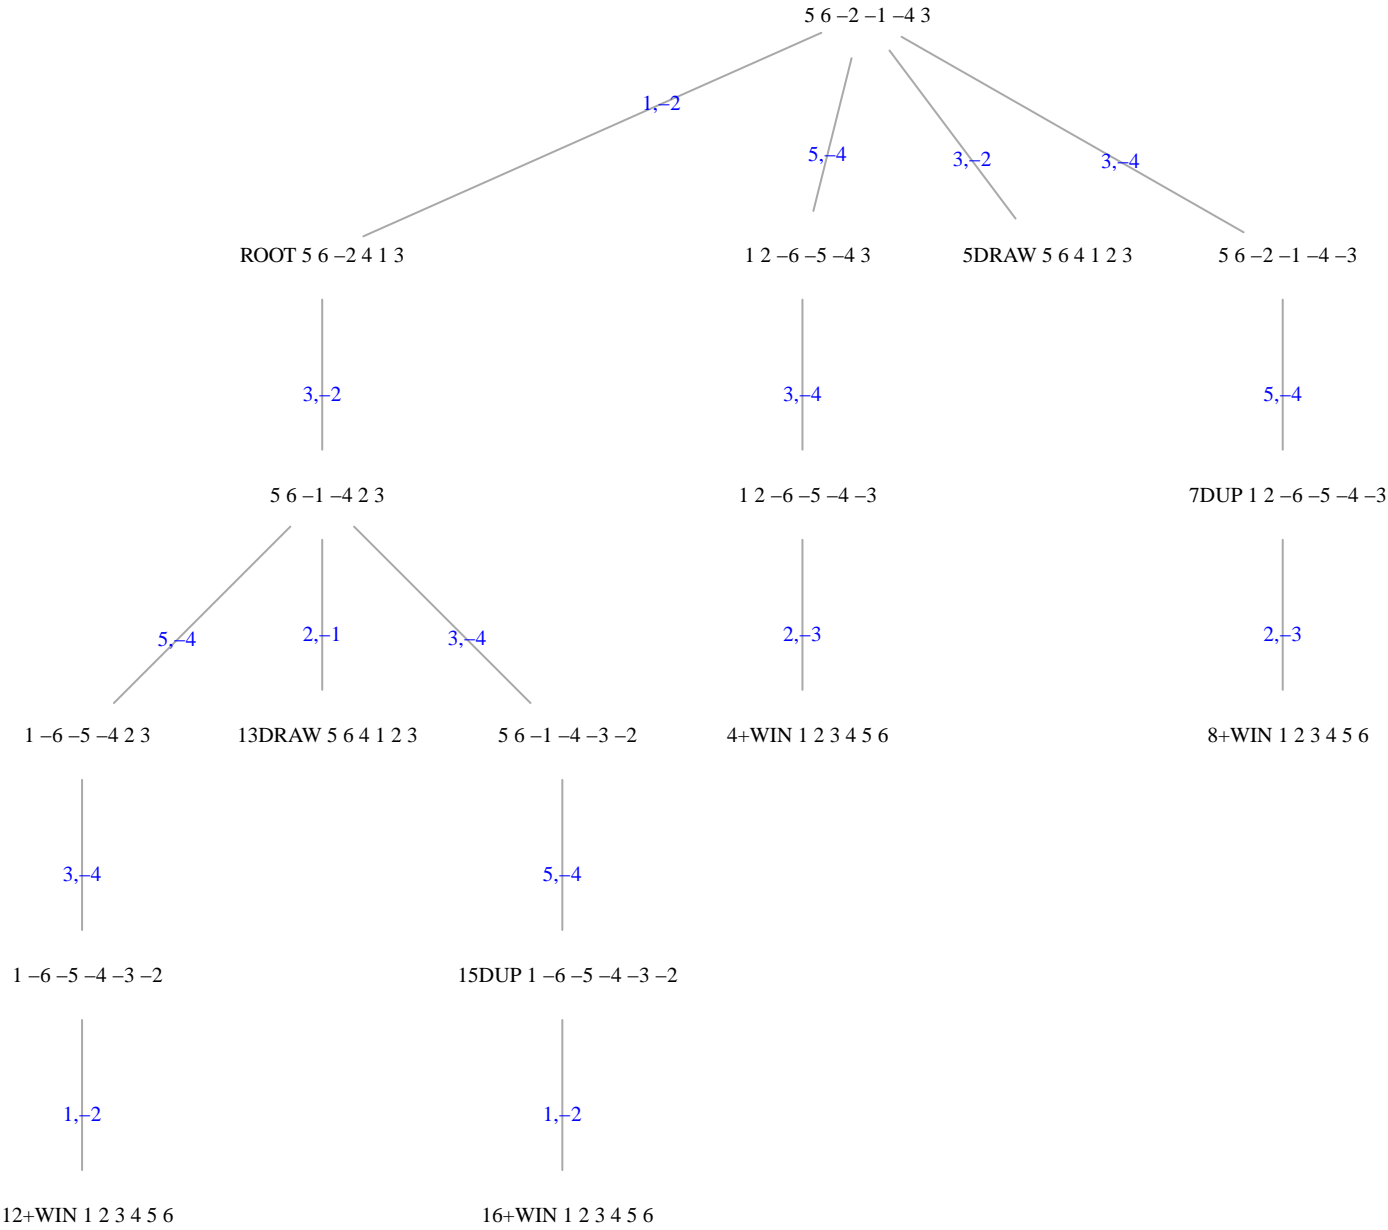 5 6 –2 –1 –4 3
1,–2
5,–4
3,–2
3,–4
ROOT 5 6 –2 4 1 3
1 2 –6 –5 –4 3
5DRAW 5 6 4 1 2 3
5 6 –2 –1 –4 –3
3,–2
3,–4
5,–4
5 6 –1 –4 2 3
1 2 –6 –5 –4 –3
7DUP 1 2 –6 –5 –4 –3
5,–4
2,–1
3,–4
2,–3
2,–3
1 –6 –5 –4 2 3
13DRAW 5 6 4 1 2 3
5 6 –1 –4 –3 –2
4+WIN 1 2 3 4 5 6
8+WIN 1 2 3 4 5 6
3,–4
5,–4
1 –6 –5 –4 –3 –2
15DUP 1 –6 –5 –4 –3 –2
1,–2
1,–2
12+WIN 1 2 3 4 5 6
16+WIN 1 2 3 4 5 6